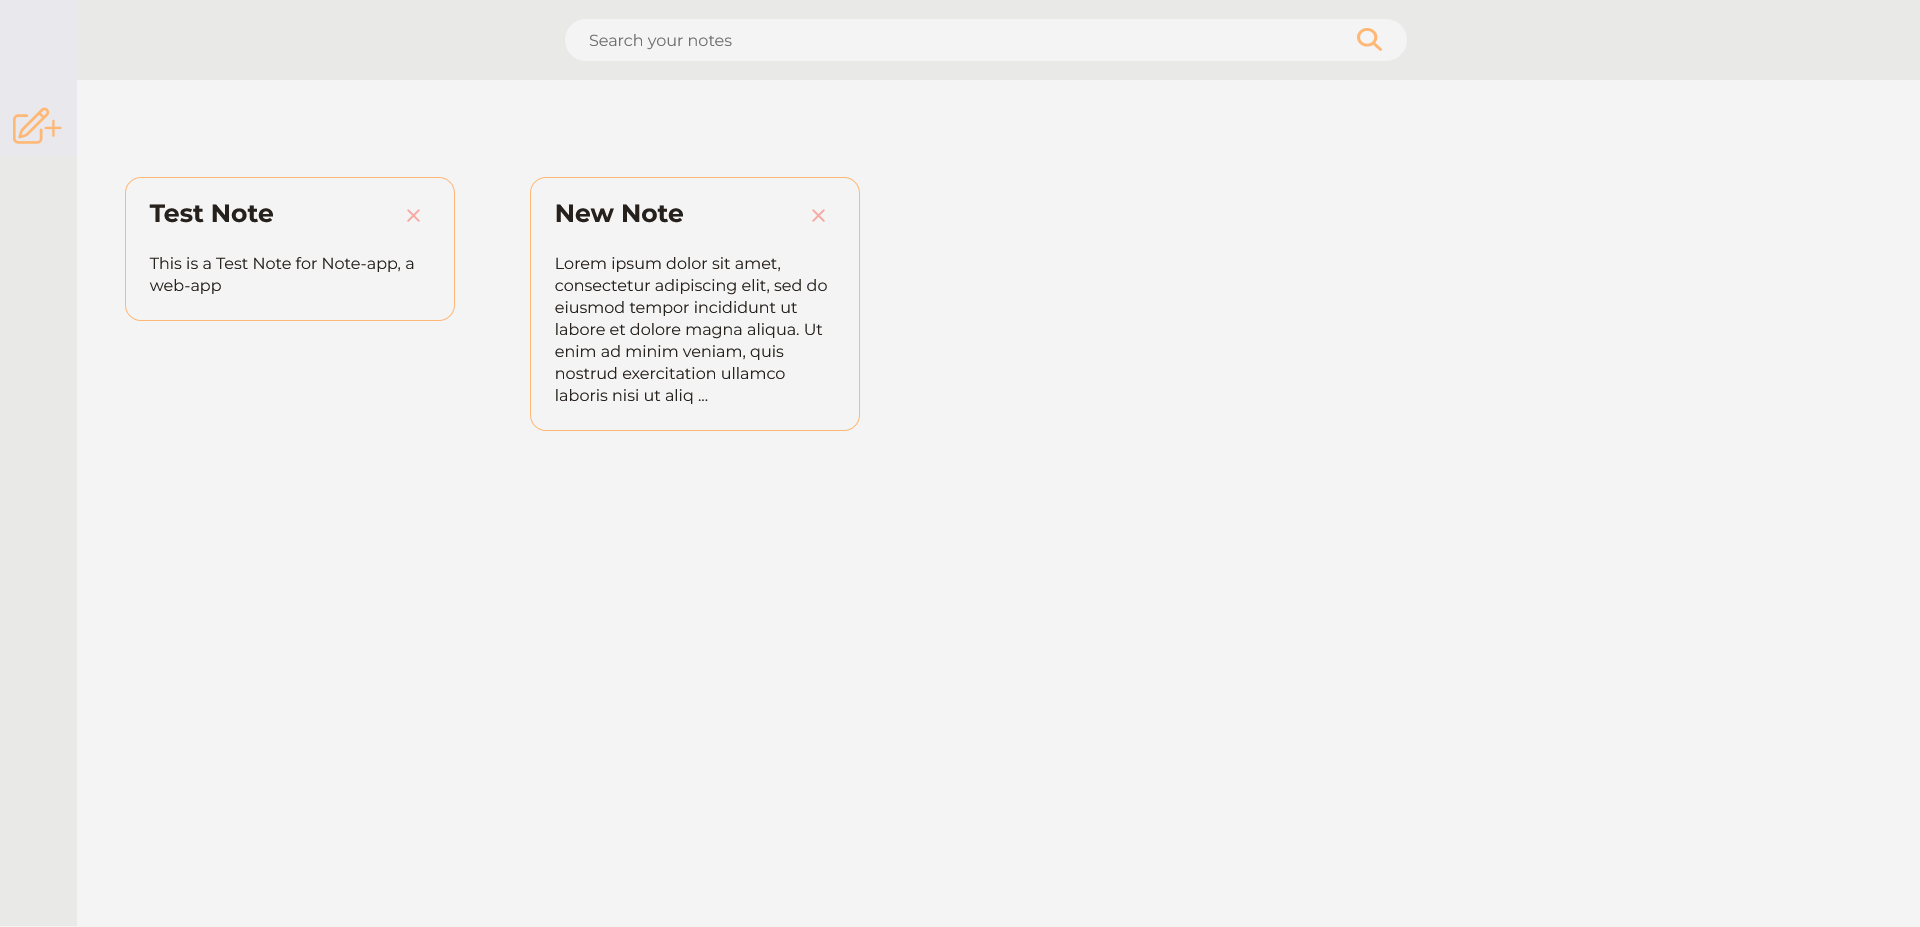 Search your notes
Test Note
This is a Test Note for Note-app, a
web-app
New Note
Lorem ipsum dolor sit amet,
consectetur adipiscing elit, sed do
eiusmod tempor incididunt ut
labore et dolore magna aliqua. Ut
enim ad minim veniam, quis
nostrud exercitation ullamco
laboris nisi ut aliq ...